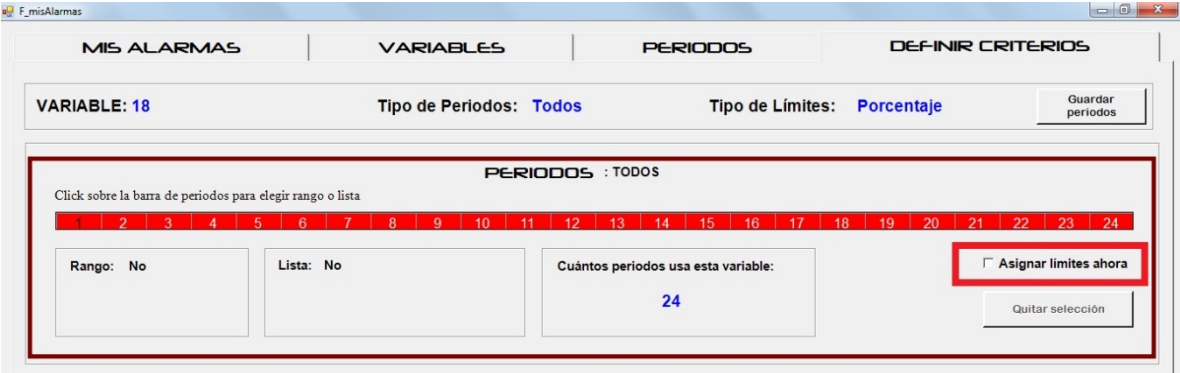 F_misAlarmas
MIS ALARMAS VARIABLES PERIODOS DEFINIR CRITERIOS
VARIABLE: 18 Tipo de Periodos: Todos Tipo de Límites: Porcentaje Guardar
periodos
PERIODOS : TODOS
Click sobre la barra de periodos para elegir rango o lista
1 2 3 4 5 6 7 8 9 10 11 12 13 14 15 16 17 18 19 20 21 22 23 24
Rango: No Lista: No Cuántos periodos usa esta variable: Asignar límites ahora
24 Quitar selección